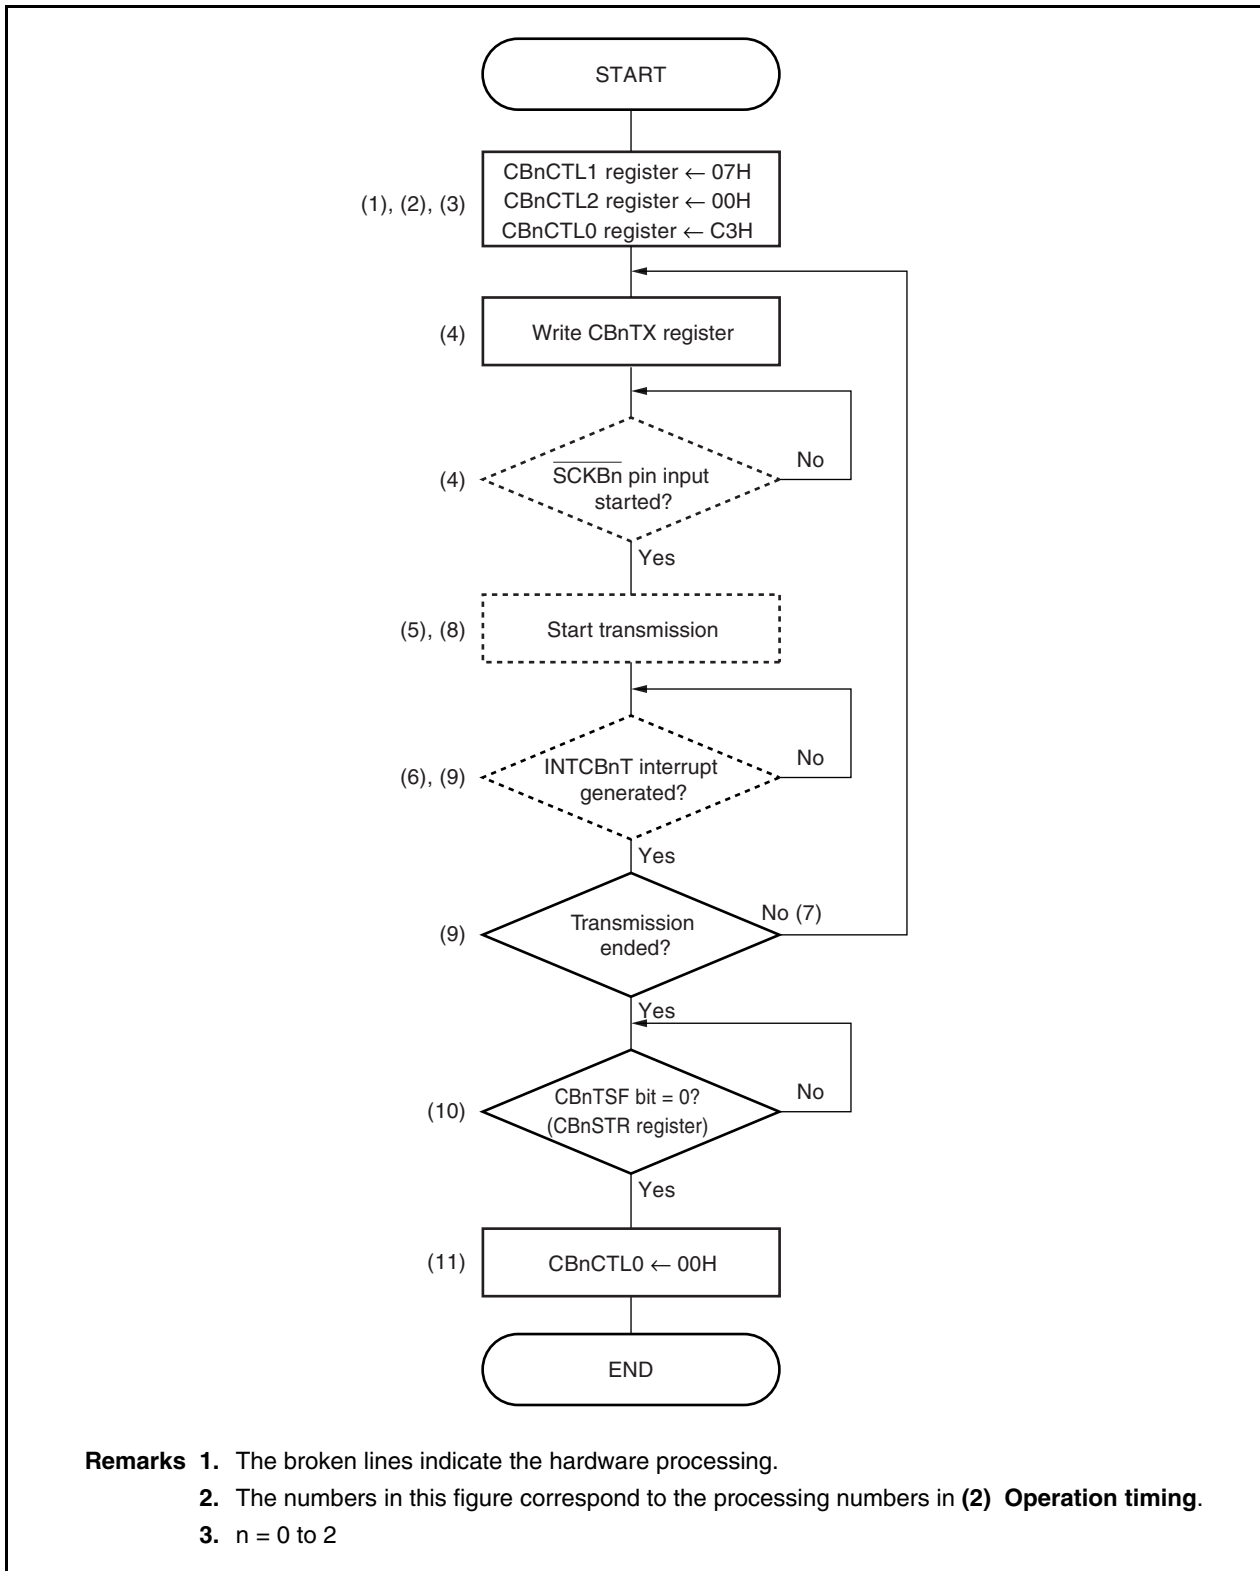 START
(1), (2), (3)
CBnCTL1 register ← 07H
CBnCTL2 register ← 00H
CBnCTL0 register ← C3H
(4)
Write CBnTX register
(4)
S̅C̅K̅B̅n̅ pin input
started?
No
Yes
(5), (8)
Start transmission
(6), (9)
INTCBnT interrupt
generated?
No
Yes
(9)
Transmission
ended?
No (7)
Yes
(10)
CBnTSF bit = 0?
(CBnSTR register)
No
Yes
(11)
CBnCTL0 ← 00H
END
Remarks 1. The broken lines indicate the hardware processing.
2. The numbers in this figure correspond to the processing numbers in (2) Operation timing.
3. n = 0 to 2